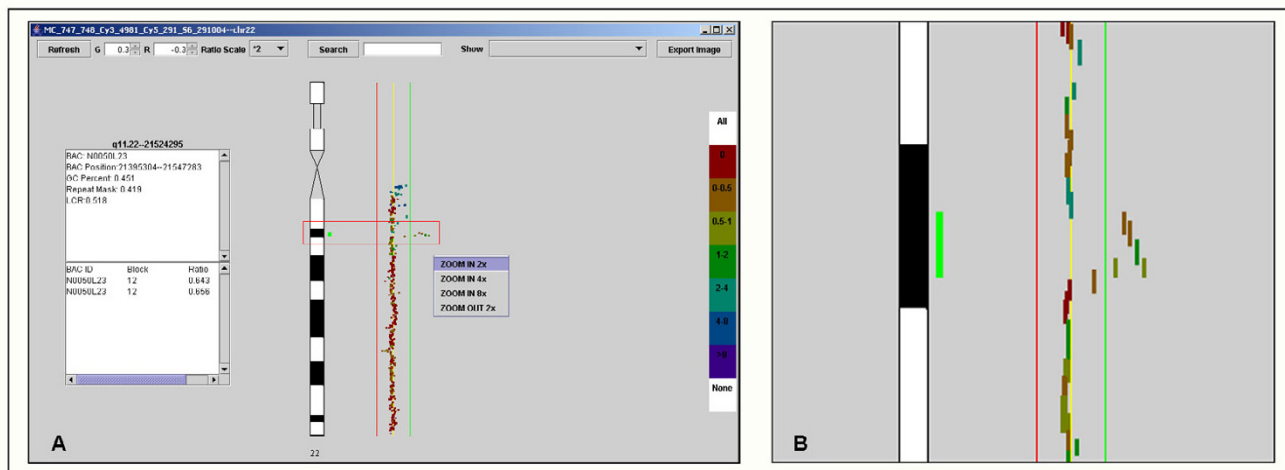 MC_747_748_Cy3_4981_Cy5_291_S6_291004--chr22
Refresh G 0.3 R -0.3 Ratio Scale *2 Search Show Export Image
q11.22--21524295
BAC: N0050L23
BAC Position:21395304--21547283
GC Percent: 0.451
Repeat Mask: 0.419
LCR:0.518
BAC ID Block Ratio
N0050L23 12 0.643
N0050L23 12 0.656
ZOOM IN 2x
ZOOM IN 4x
ZOOM IN 8x
ZOOM OUT 2x
All
0
0-0.5
0.5-1
1-2
2-4
4-8
>8
None
22
A
B